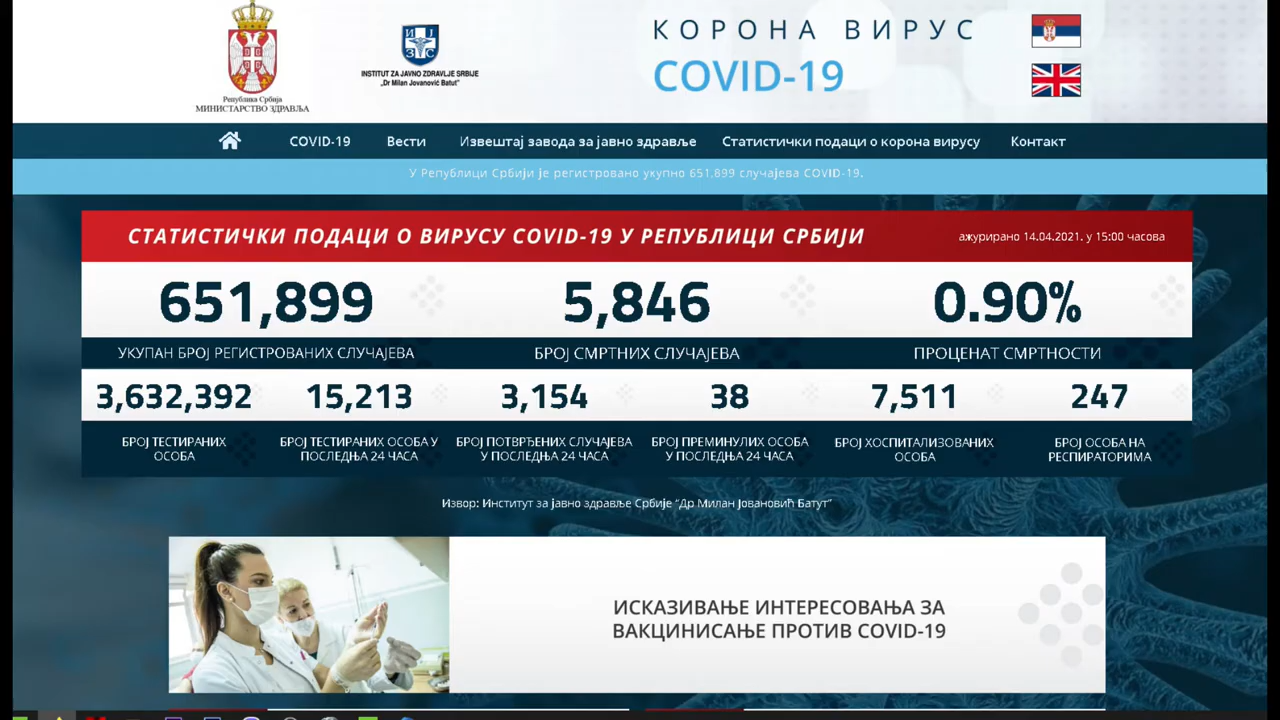 Република Србија
МИНИСТАРСТВО ЗДРАВЉА
И Ј
З С
INSTITUT ZA JAVNO ZDRAVLJE SRBIJE
„Dr Milan Jovanović Batut"
КОРОНА ВИРУС
COVID-19
COVID-19 Вести Извештај завода за јавно здравље Статистички подаци о корона вирусу Контакт
У Републици Србији је регистровано укупно 651.899 случајева COVID-19.
СТАТИСТИЧКИ ПОДАЦИ О ВИРУСУ COVID-19 У РЕПУБЛИЦИ СРБИЈИ ажурирано 14.04.2021. у 15:00 часова
651,899 5,846 0.90%
УКУПАН БРОЈ РЕГИСТРОВАНИХ СЛУЧАЈЕВА БРОЈ СМРТНИХ СЛУЧАЈЕВА ПРОЦЕНАТ СМРТНОСТИ
3,632,392 15,213 3,154 38 7,511 247
БРОЈ ТЕСТИРАНИХ ОСОБА
БРОЈ ТЕСТИРАНИХ ОСОБА У ПОСЛЕДЊА 24 ЧАСА
БРОЈ ПОТВРЂЕНИХ СЛУЧАЈЕВА У ПОСЛЕДЊА 24 ЧАСА
БРОЈ ПРЕМИНУЛИХ ОСОБА У ПОСЛЕДЊА 24 ЧАСА
БРОЈ ХОСПИТАЛИЗОВАНИХ ОСОБА
БРОЈ ОСОБА НА РЕСПИРАТОРИМА
Извор: Институт за јавно здравље Србије “Др Милан Јовановић Батут”
ИСКАЗИВАЊЕ ИНТЕРЕСОВАЊА ЗА
ВАКЦИНИСАЊЕ ПРОТИВ COVID-19